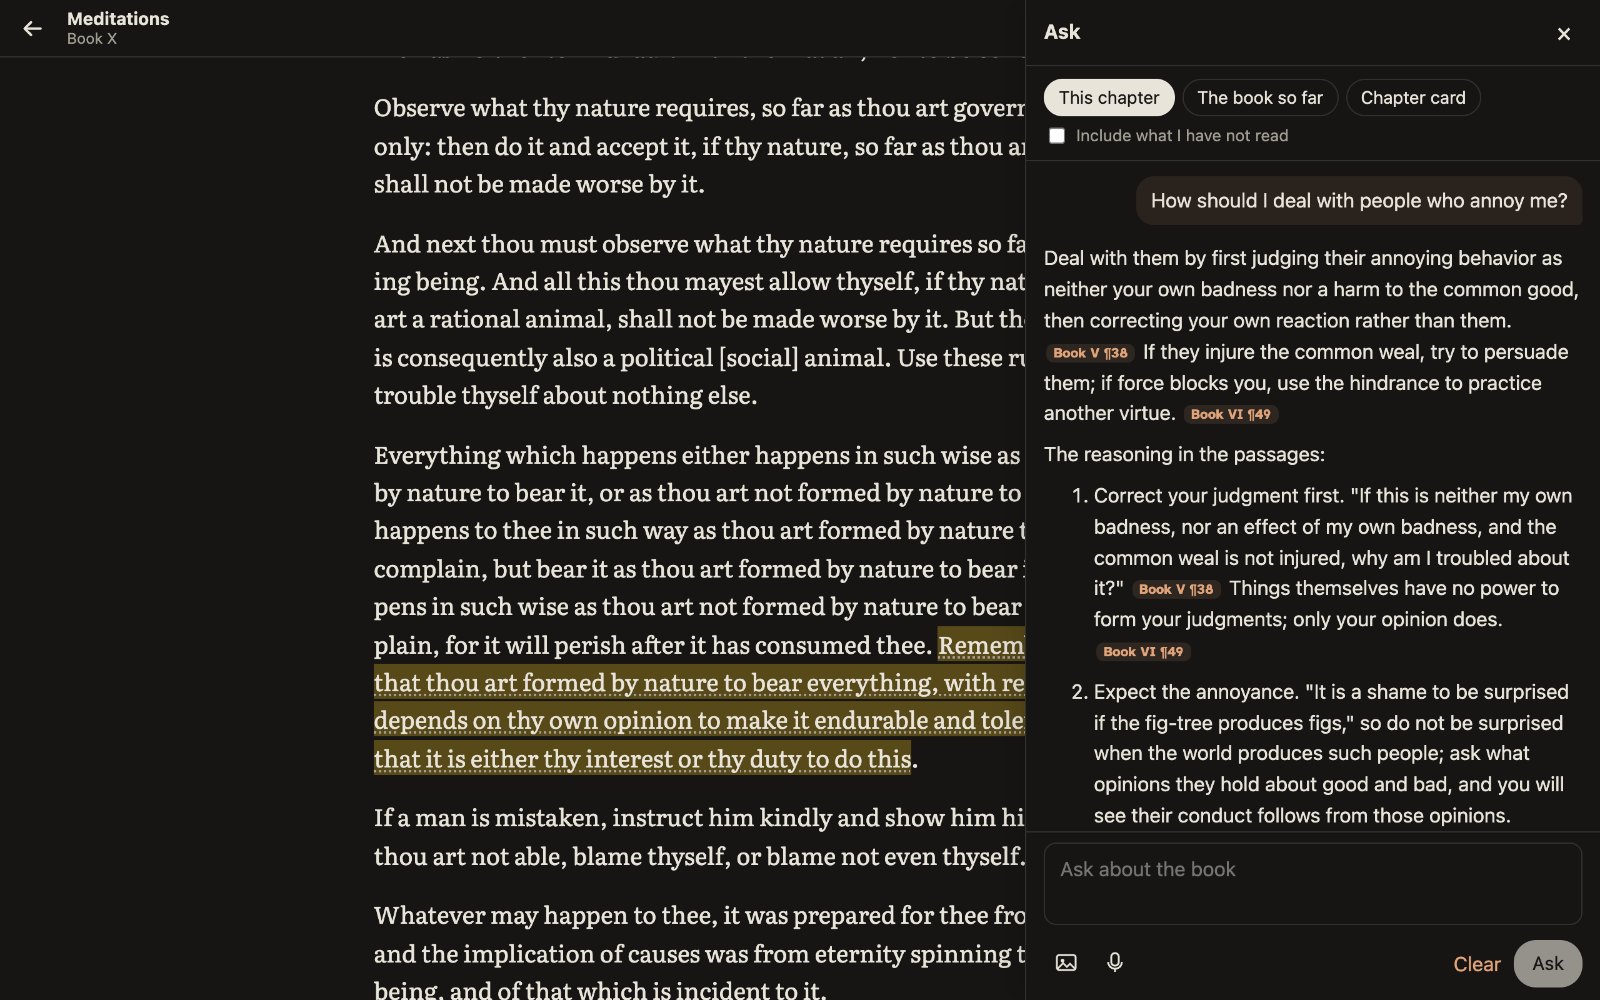 Meditations
Book X
Observe what thy nature requires, so far as thou art govern
only: then do it and accept it, if thy nature, so far as thou ar
shall not be made worse by it.
And next thou must observe what thy nature requires so fa
ing being. And all this thou mayest allow thyself, if thy nat
art a rational animal, shall not be made worse by it. But th
is consequently also a political [social] animal. Use these ru
trouble thyself about nothing else.
Everything which happens either happens in such wise as
by nature to bear it, or as thou art not formed by nature to
happens to thee in such way as thou art formed by nature t
complain, but bear it as thou art formed by nature to bear i
pens in such wise as thou art not formed by nature to bear
plain, for it will perish after it has consumed thee. Rememb
that thou art formed by nature to bear everything, with re
depends on thy own opinion to make it endurable and tole
that it is either thy interest or thy duty to do this.
If a man is mistaken, instruct him kindly and show him hi
thou art not able, blame thyself, or blame not even thyself.
Whatever may happen to thee, it was prepared for thee fro
and the implication of causes was from eternity spinning t
being, and of that which is incident to it.
Ask
This chapter
The book so far
Chapter card
Include what I have not read
How should I deal with people who annoy me?
Deal with them by first judging their annoying behavior as
neither your own badness nor a harm to the common good,
then correcting your own reaction rather than them.
Book V ¶38 If they injure the common weal, try to persuade
them; if force blocks you, use the hindrance to practice
another virtue. Book VI ¶49
The reasoning in the passages:
1. Correct your judgment first. "If this is neither my own
badness, nor an effect of my own badness, and the
common weal is not injured, why am I troubled about
it?" Book V ¶38 Things themselves have no power to
form your judgments; only your opinion does.
Book VI ¶49
2. Expect the annoyance. "It is a shame to be surprised
if the fig-tree produces figs," so do not be surprised
when the world produces such people; ask what
opinions they hold about good and bad, and you will
see their conduct follows from those opinions.
Ask about the book
Clear
Ask